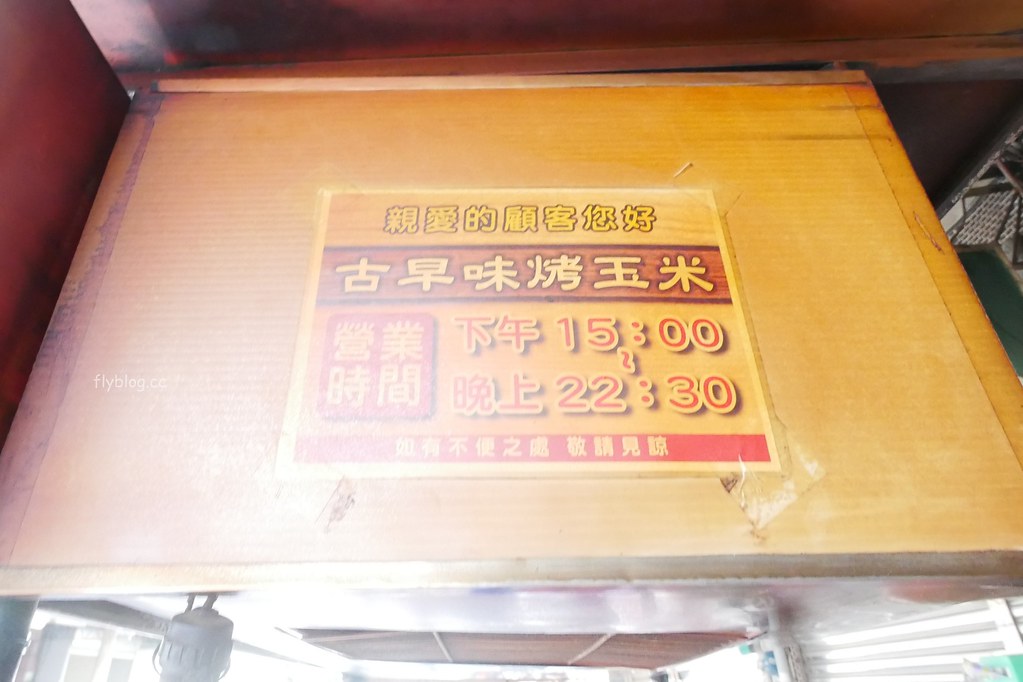 親愛的顧客您好
古早味烤玉米
營業時間
下午 15：00
~
晚上 22：30
如有不便之處 敬請見諒
flyblog.cc